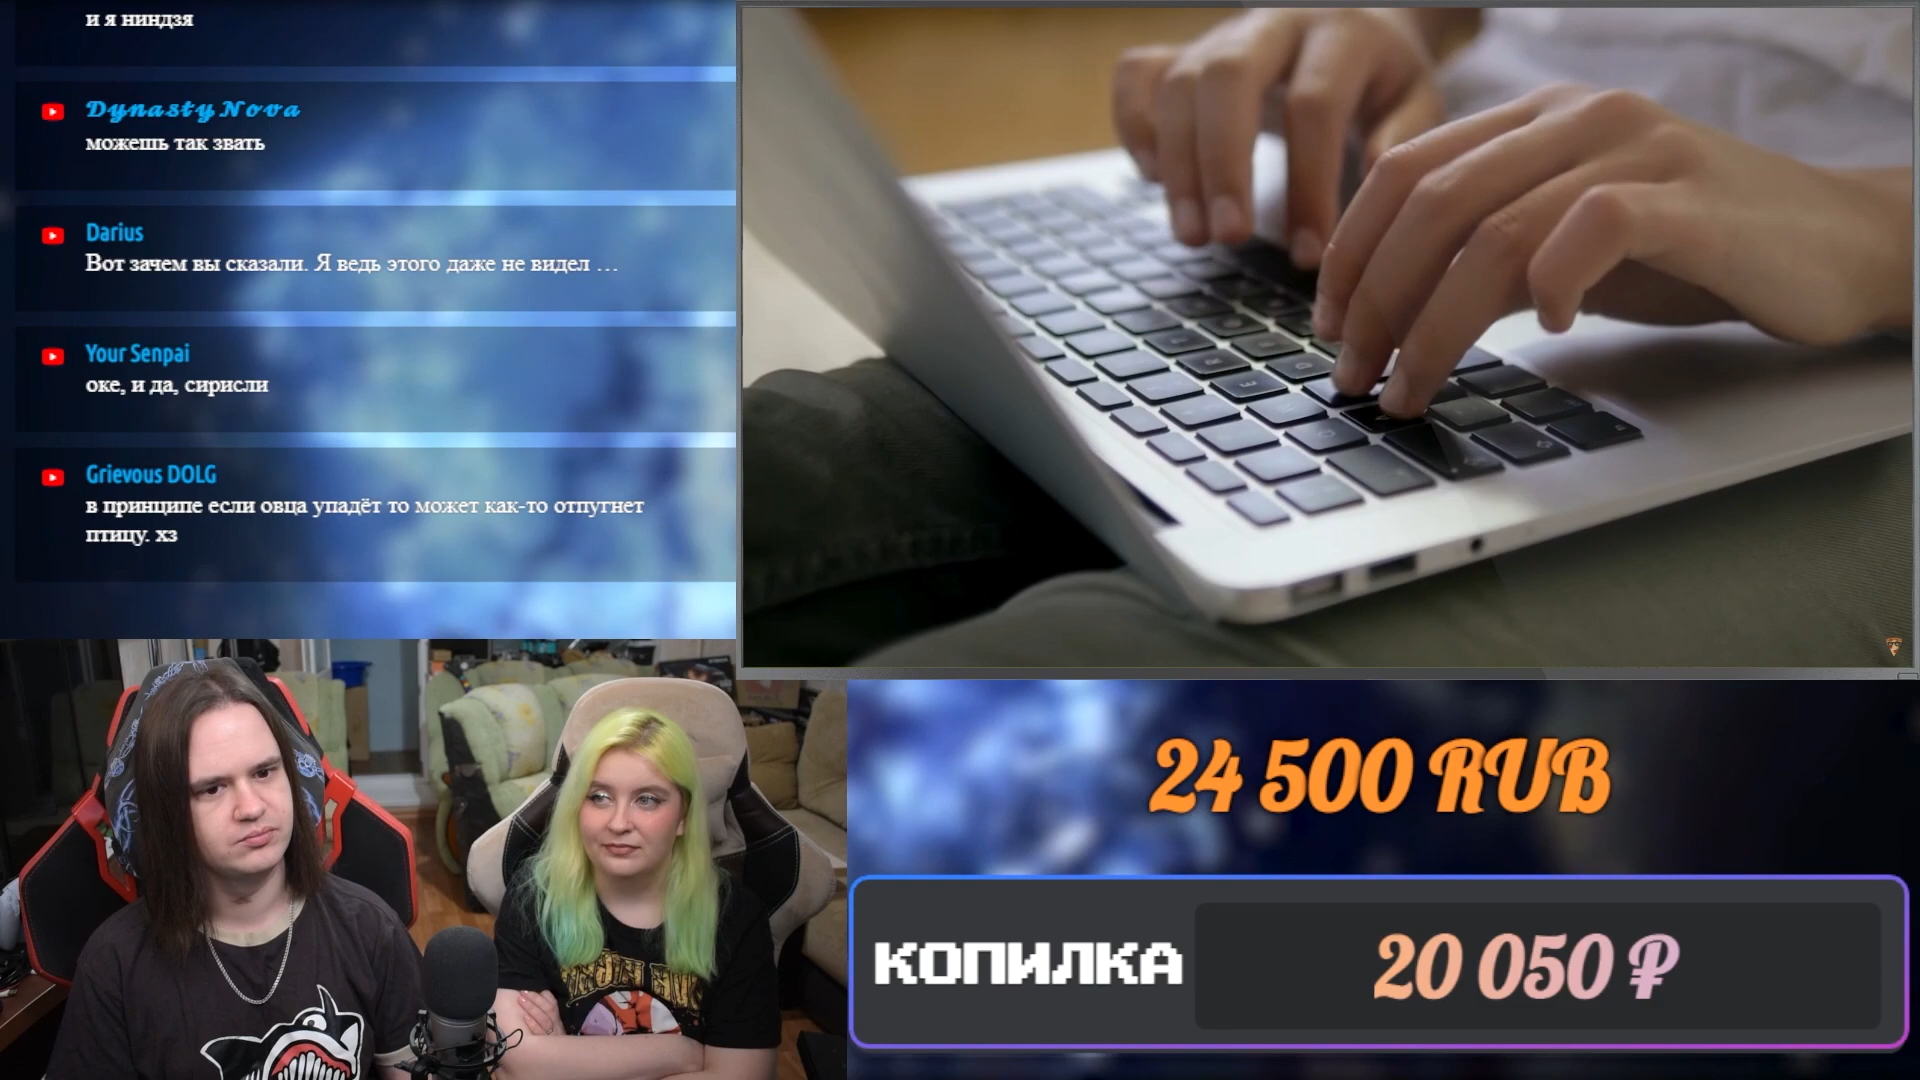 и я ниндзя
Dynasty Nova
можешь так звать
Darius
Вот зачем вы сказали. Я ведь этого даже не видел …
Your Senpai
оке, и да, сирисли
Grievous DOLG
в принципе если овца упадёт то может как-то отпугнет
птицу. хз
24 500 RUB
КОПИЛКА
20 050 ₽